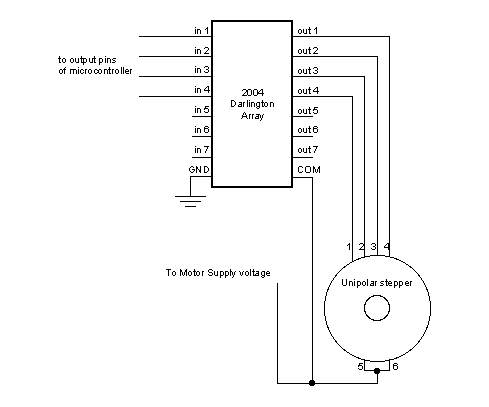 in 1 out 1
in 2 out 2
to output pins
of microcontroller
in 3 out 3
in 4 out 4
2004
Darlington
Array
in 5 out 5
in 6 out 6
in 7 out 7
GND COM
1 2 3 4
To Motor Supply voltage
Unipolar stepper
5 6